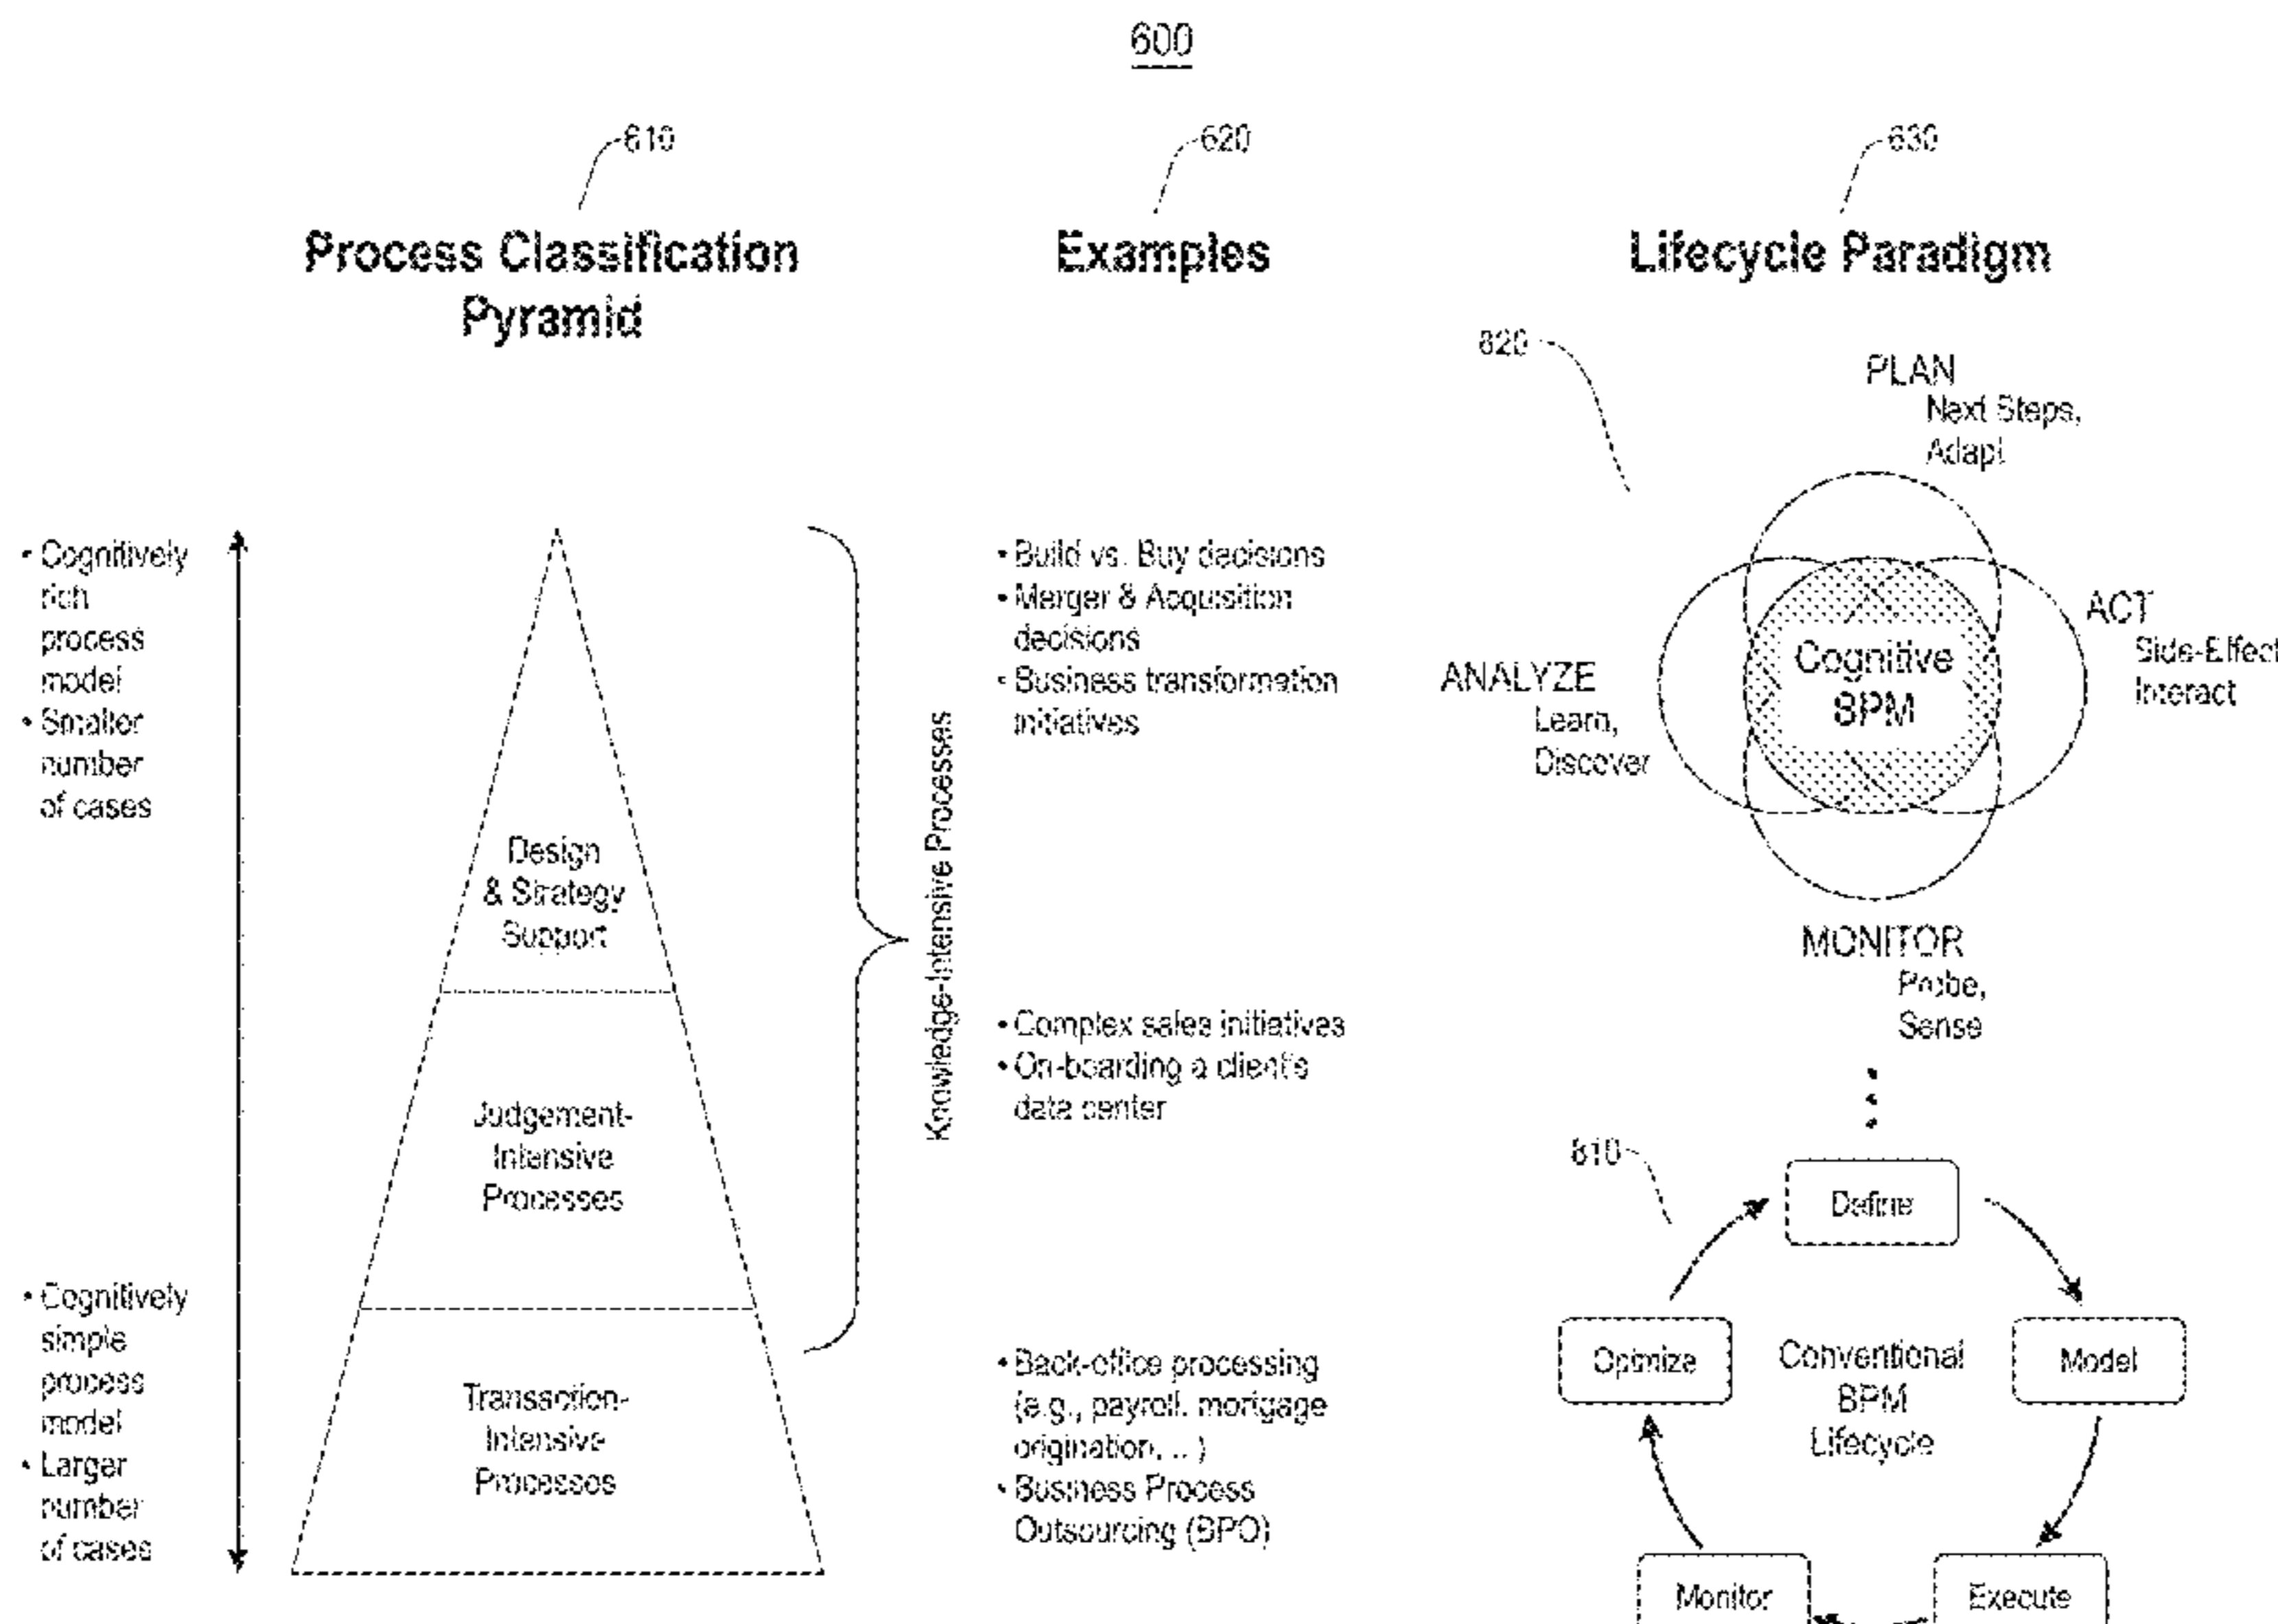 600
610
620
630
Process Classification
Pyramid
Examples
Lifecycle Paradigm
• Cognitively
rich
process
model
• Smaller
number
of cases
• Cognitively
simple
process
model
• Larger
number
of cases
Design
& Strategy
Support
Judgement-
Intensive
Processes
Transaction-
Intensive
Processes
Knowledge-Intensive Processes
• Build vs. Buy decisions
• Merger & Acquisition
decisions
• Business transformation
initiatives
• Complex sales initiatives
• On-boarding a client's
data center
• Back-office processing
(e.g., payroll, mortgage
origination, ...)
• Business Process
Outsourcing (BPO)
820
PLAN
Next Steps,
Adapt
ACT
Side-Effect
Interact
ANALYZE
Learn,
Discover
Cognitive
BPM
MONITOR
Probe,
Sense
810
Define
Optimize
Conventional
BPM
Lifecycle
Model
Monitor
Execute